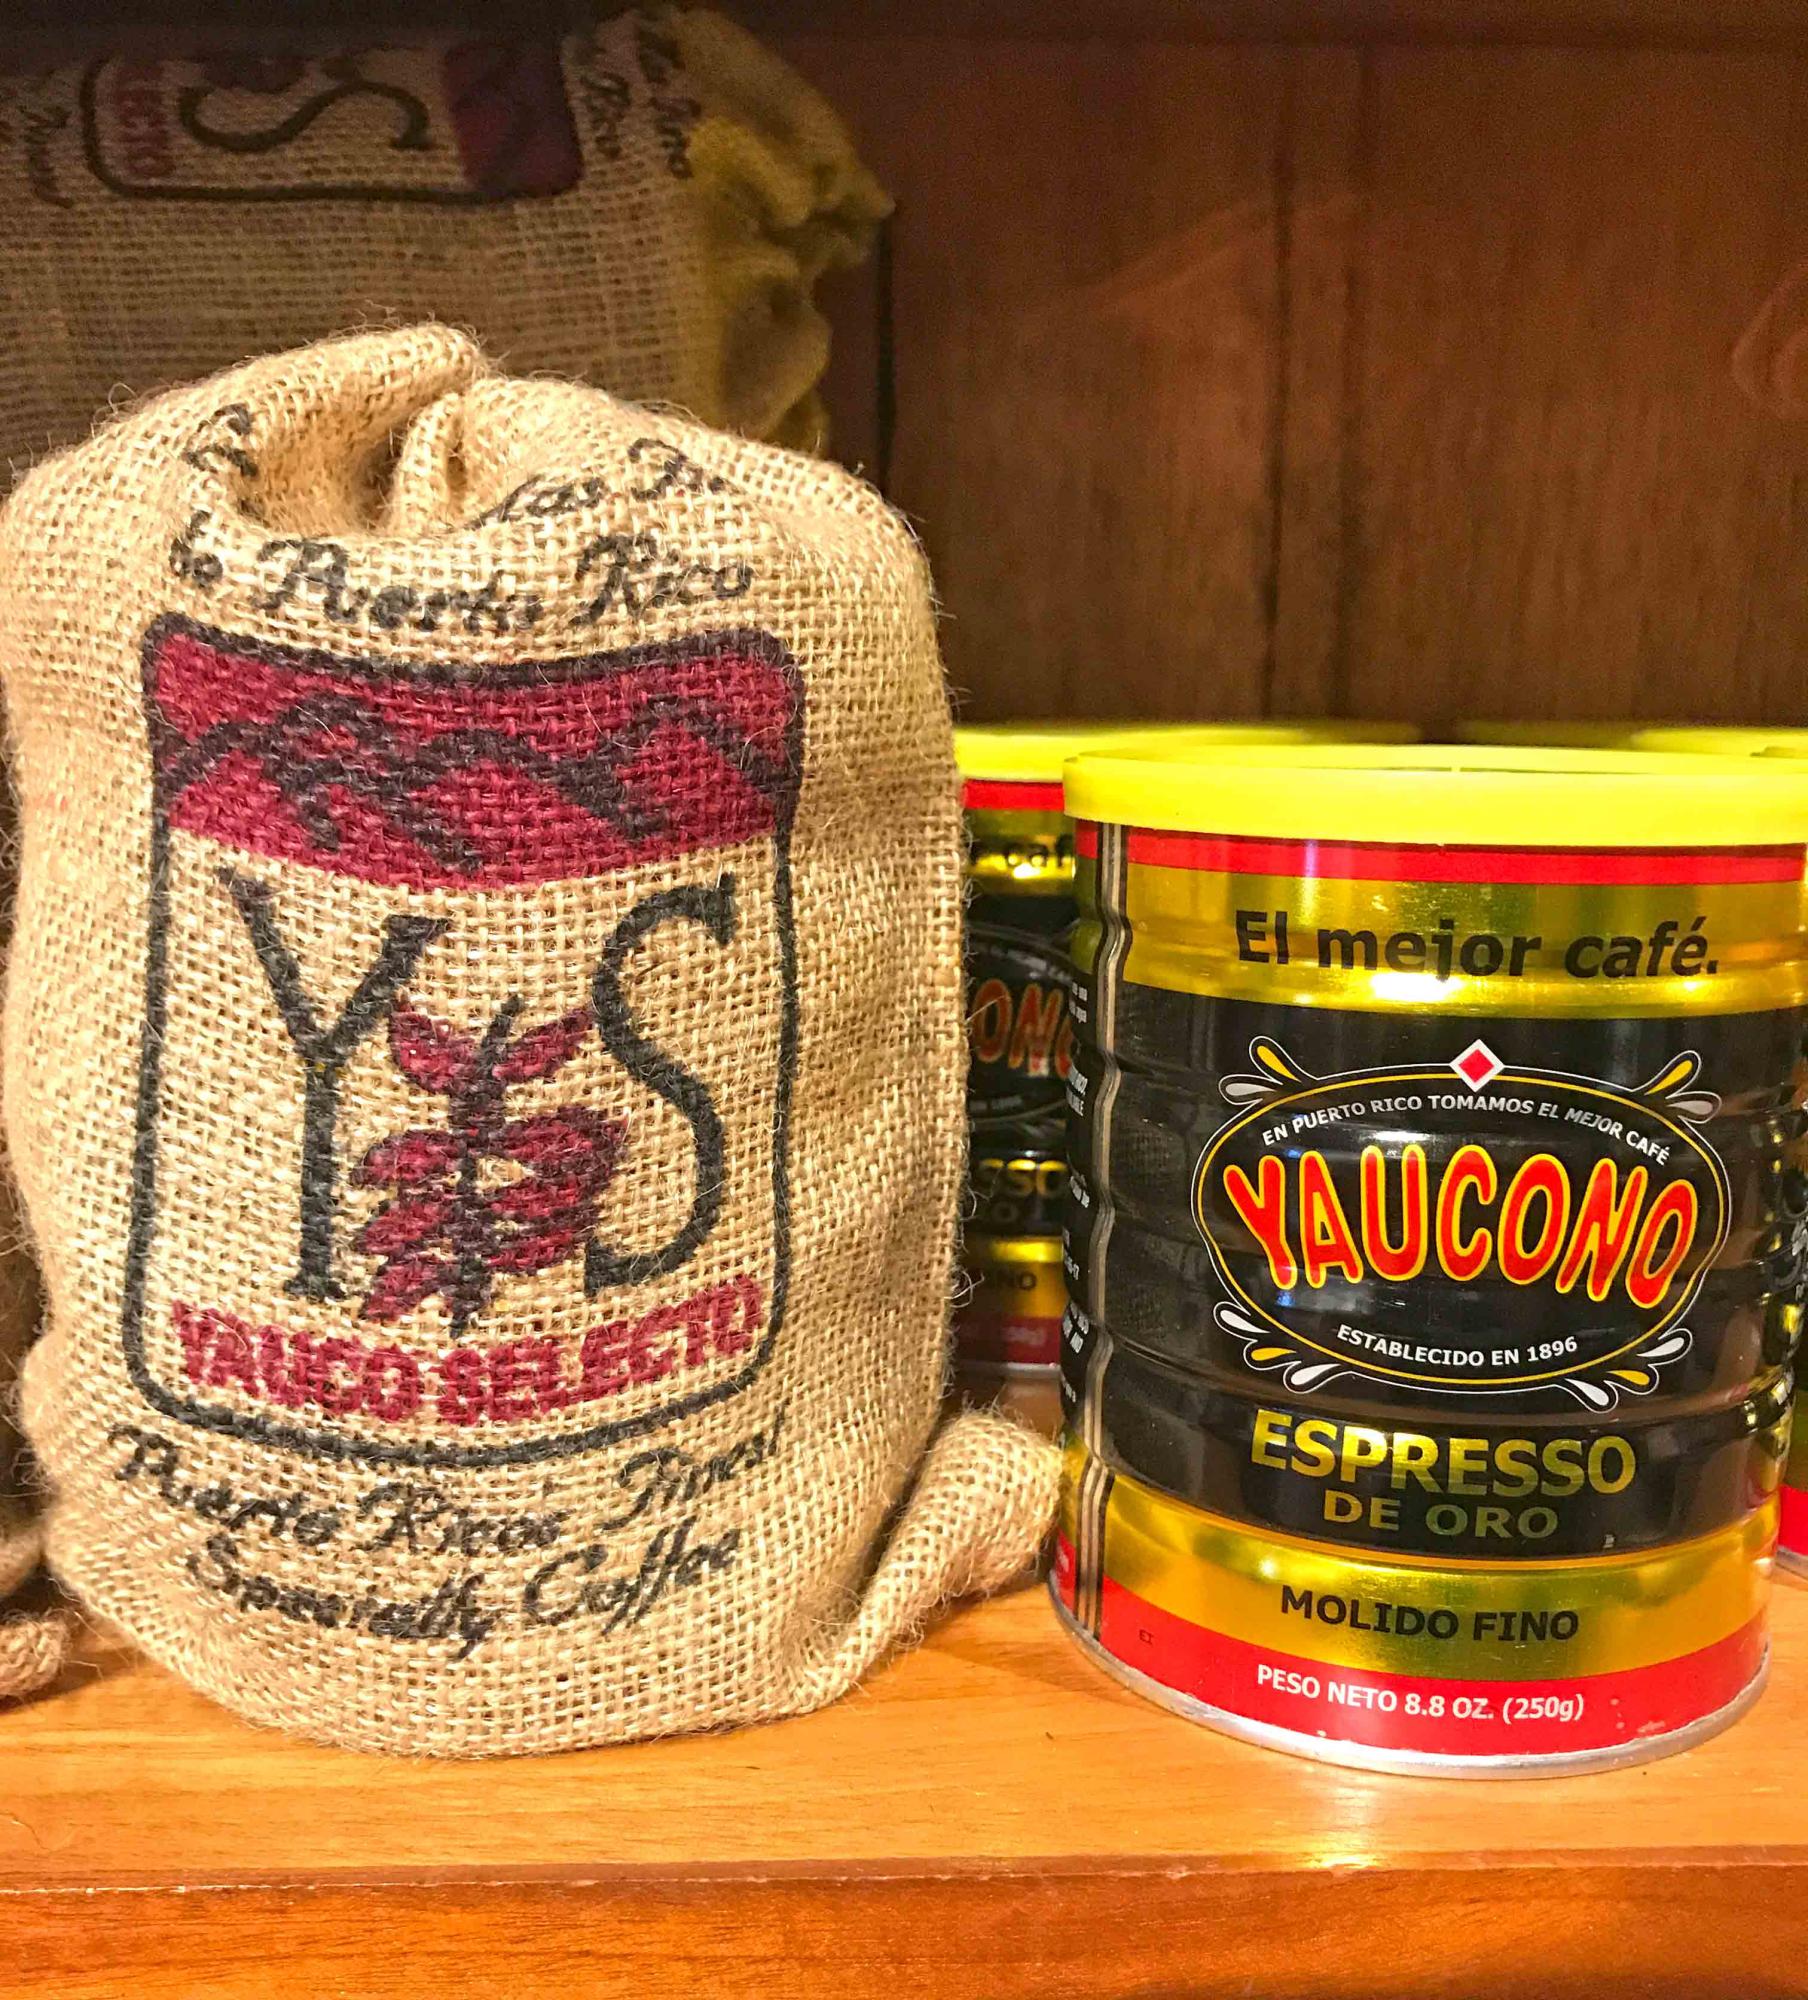 de Puerto Rico
YS
YAUCO SELECTO
Puerto Rico's Finest
Specialty Coffee
El mejor café.
EN PUERTO RICO TOMAMOS EL MEJOR CAFÉ
YAUCONO
ESTABLECIDO EN 1896
ESPRESSO
DE ORO
MOLIDO FINO
PESO NETO 8.8 OZ. (250g)